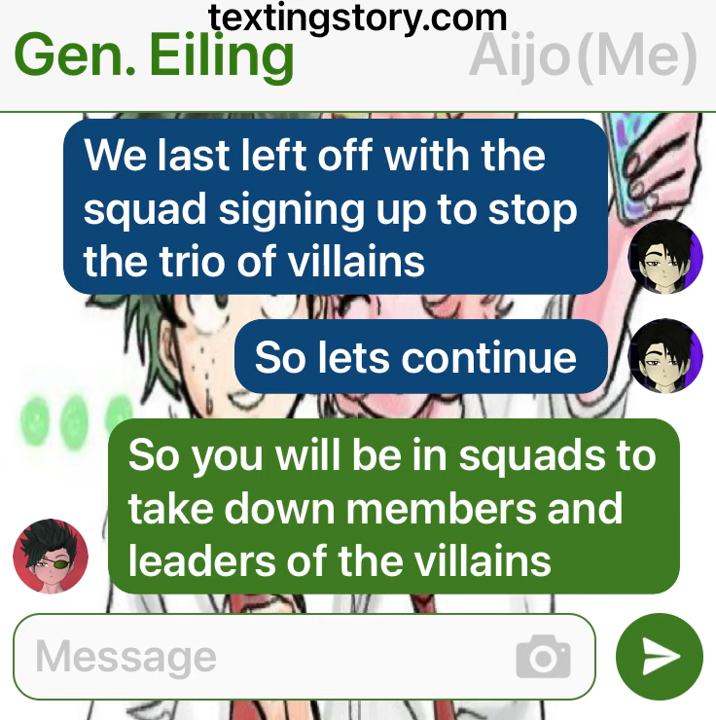 textingstory.com
Gen. Eiling
Aijo(Me)
We last left off with the
squad signing up to stop
the trio of villains
So lets continue
So you will be in squads to
take down members and
leaders of the villains
Message